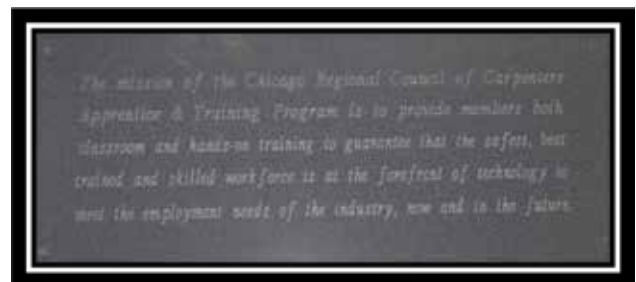 The mission of the Chicago Regional Council of Carpenters
Apprentice & Training Program is to provide members both
classroom and hands-on training to guarantee that the safest, best
trained and skilled workforce is at the forefront of technology to
meet the employment needs of the industry, now and in the future